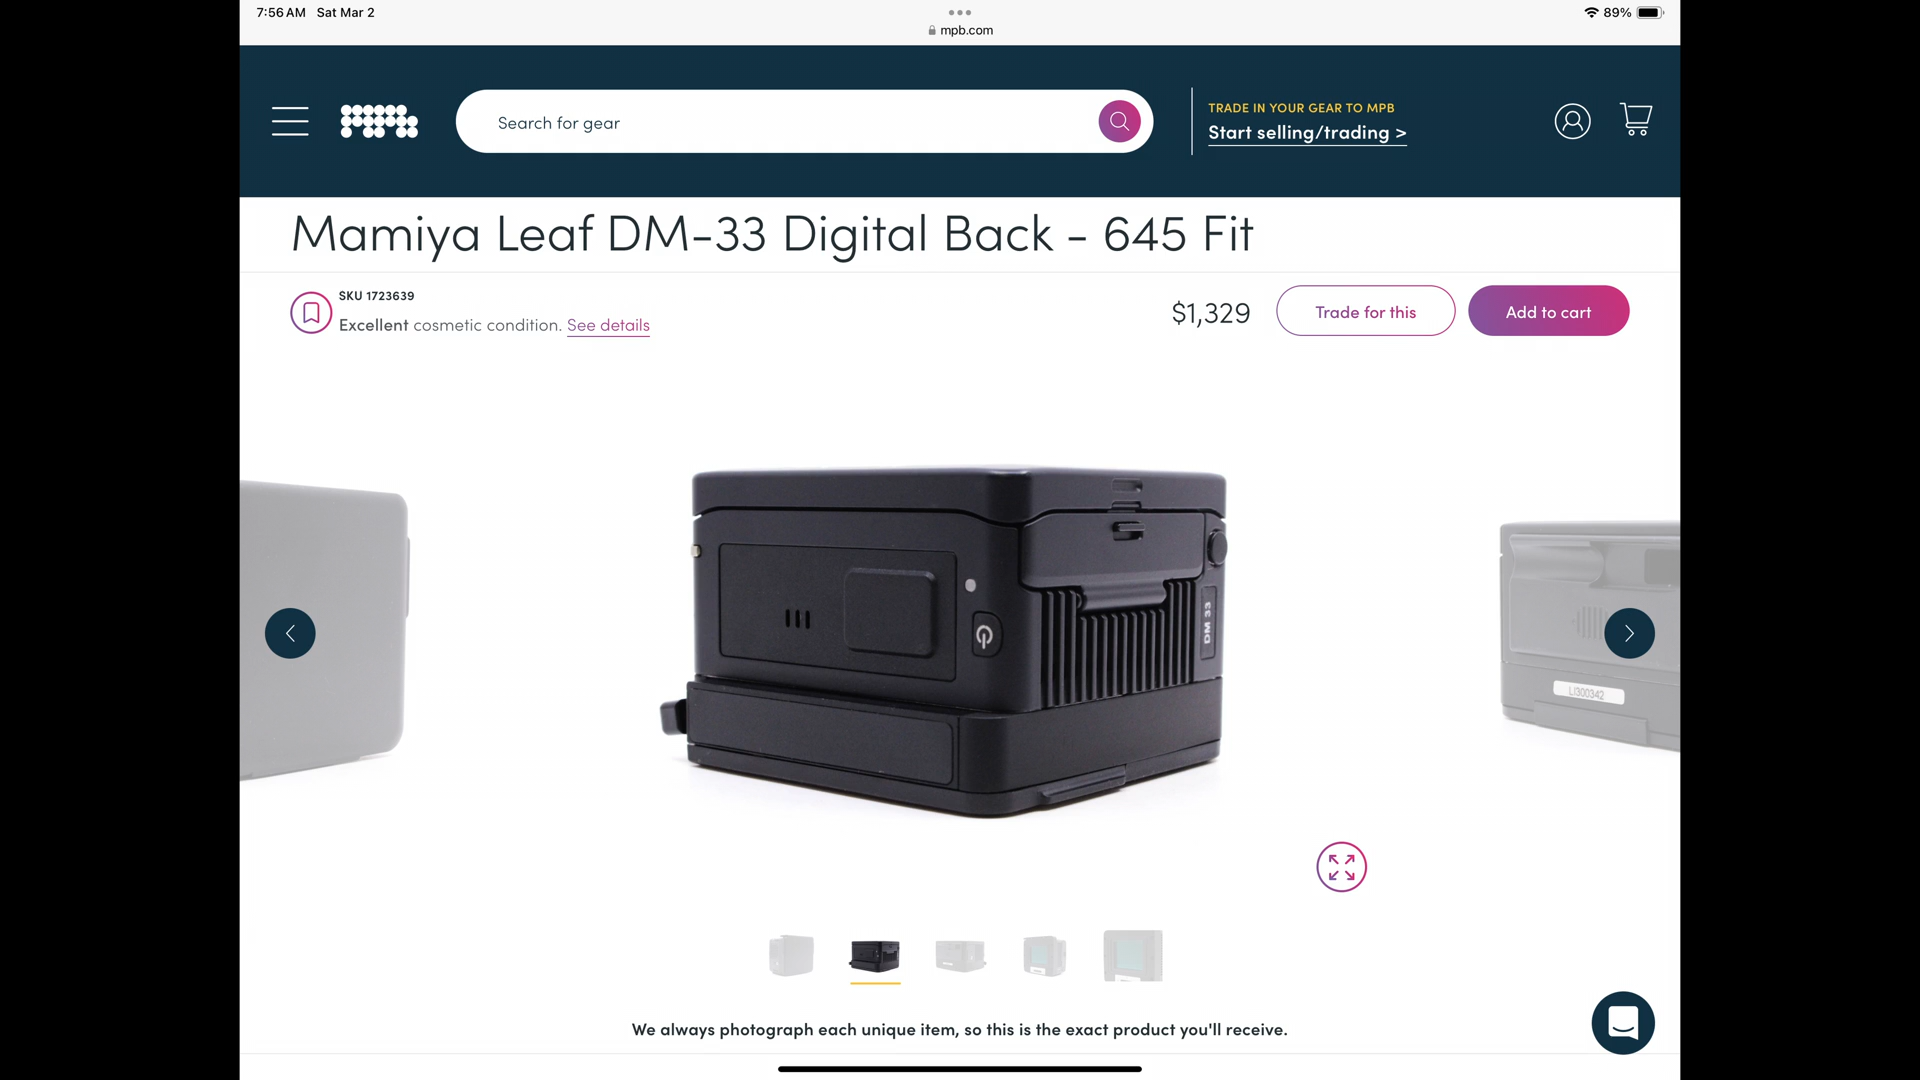 7:56 AM Sat Mar 2
89%
mpb.com
mpb
Search for gear
TRADE IN YOUR GEAR TO MPB
Start selling/trading >
Mamiya Leaf DM-33 Digital Back - 645 Fit
SKU 1723639
Excellent cosmetic condition. See details
$1,329
Trade for this
Add to cart
DM 33
LI300342
We always photograph each unique item, so this is the exact product you'll receive.